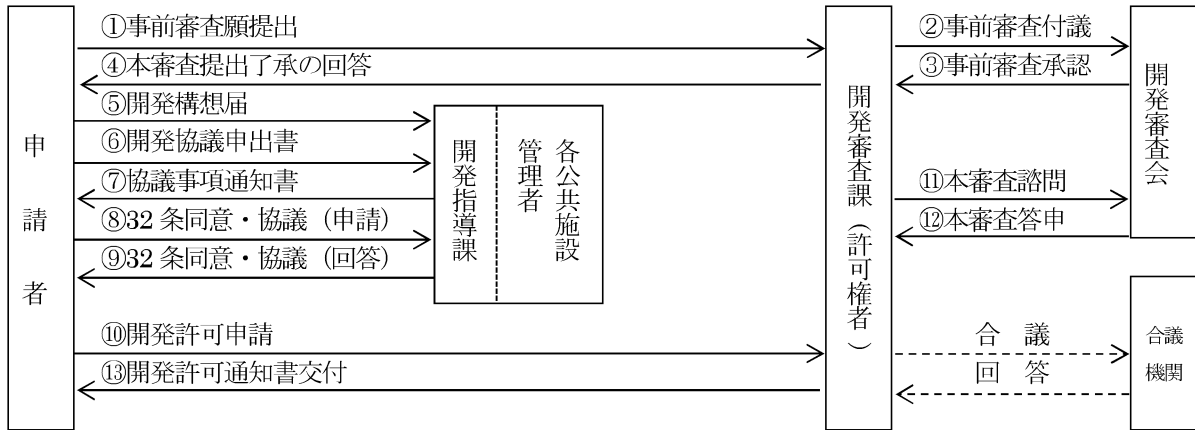 ①事前審査願提出
②事前審査付議
③事前審査承認
④本審査提出了承の回答
⑤開発構想届
⑥開発協議申出書
⑦協議事項通知書
⑧32 条同意・協議（申請）
⑨32 条同意・協議（回答）
⑩開発許可申請
⑪本審査諮問
⑫本審査答申
⑬開発許可通知書交付
申請者
開発指導課
各公共施設
管理者
開発審査課（許可権者）
開発審査会
合　議
回　答
合議
機関